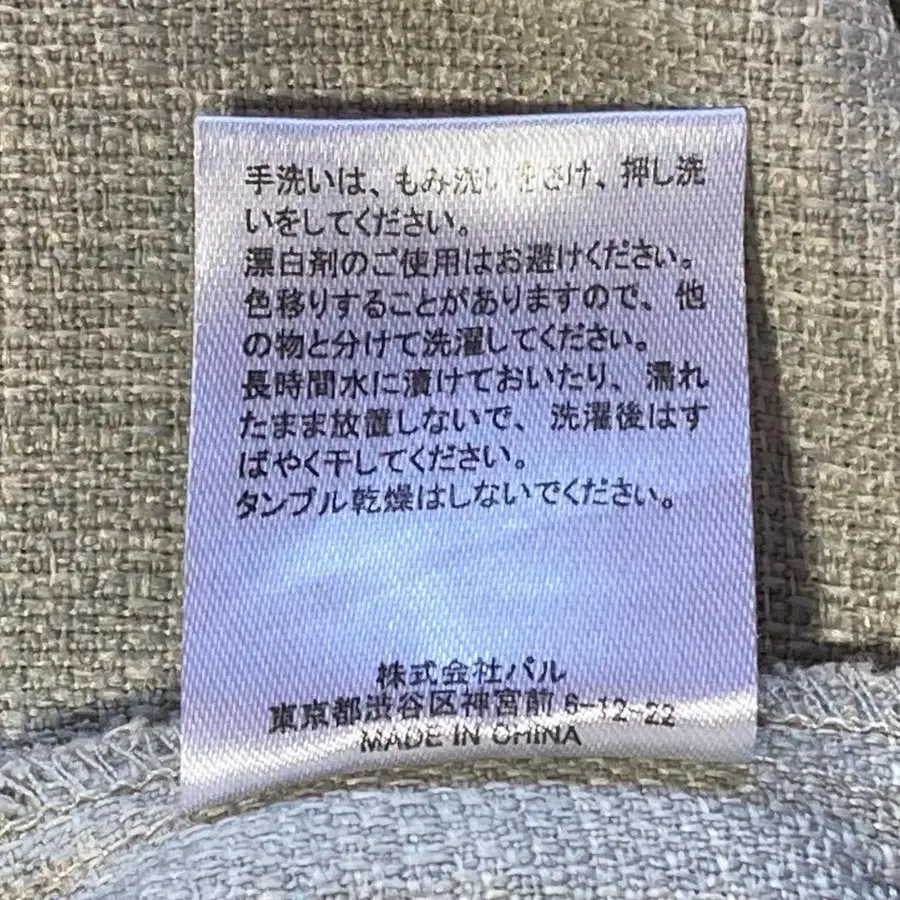 手洗いは、もみ洗いをさけ、押し洗
いをしてください。
漂白剤のご使用はお避けください。
色移りすることがありますので、他
の物と分けて洗濯してください。
長時間水に漬けておいたり、濡れ
たまま放置しないで、洗濯後はす
ばやく干してください。
タンブル乾燥はしないでください。
株式会社パル
東京都渋谷区神宮前6-12-22
MADE IN CHINA